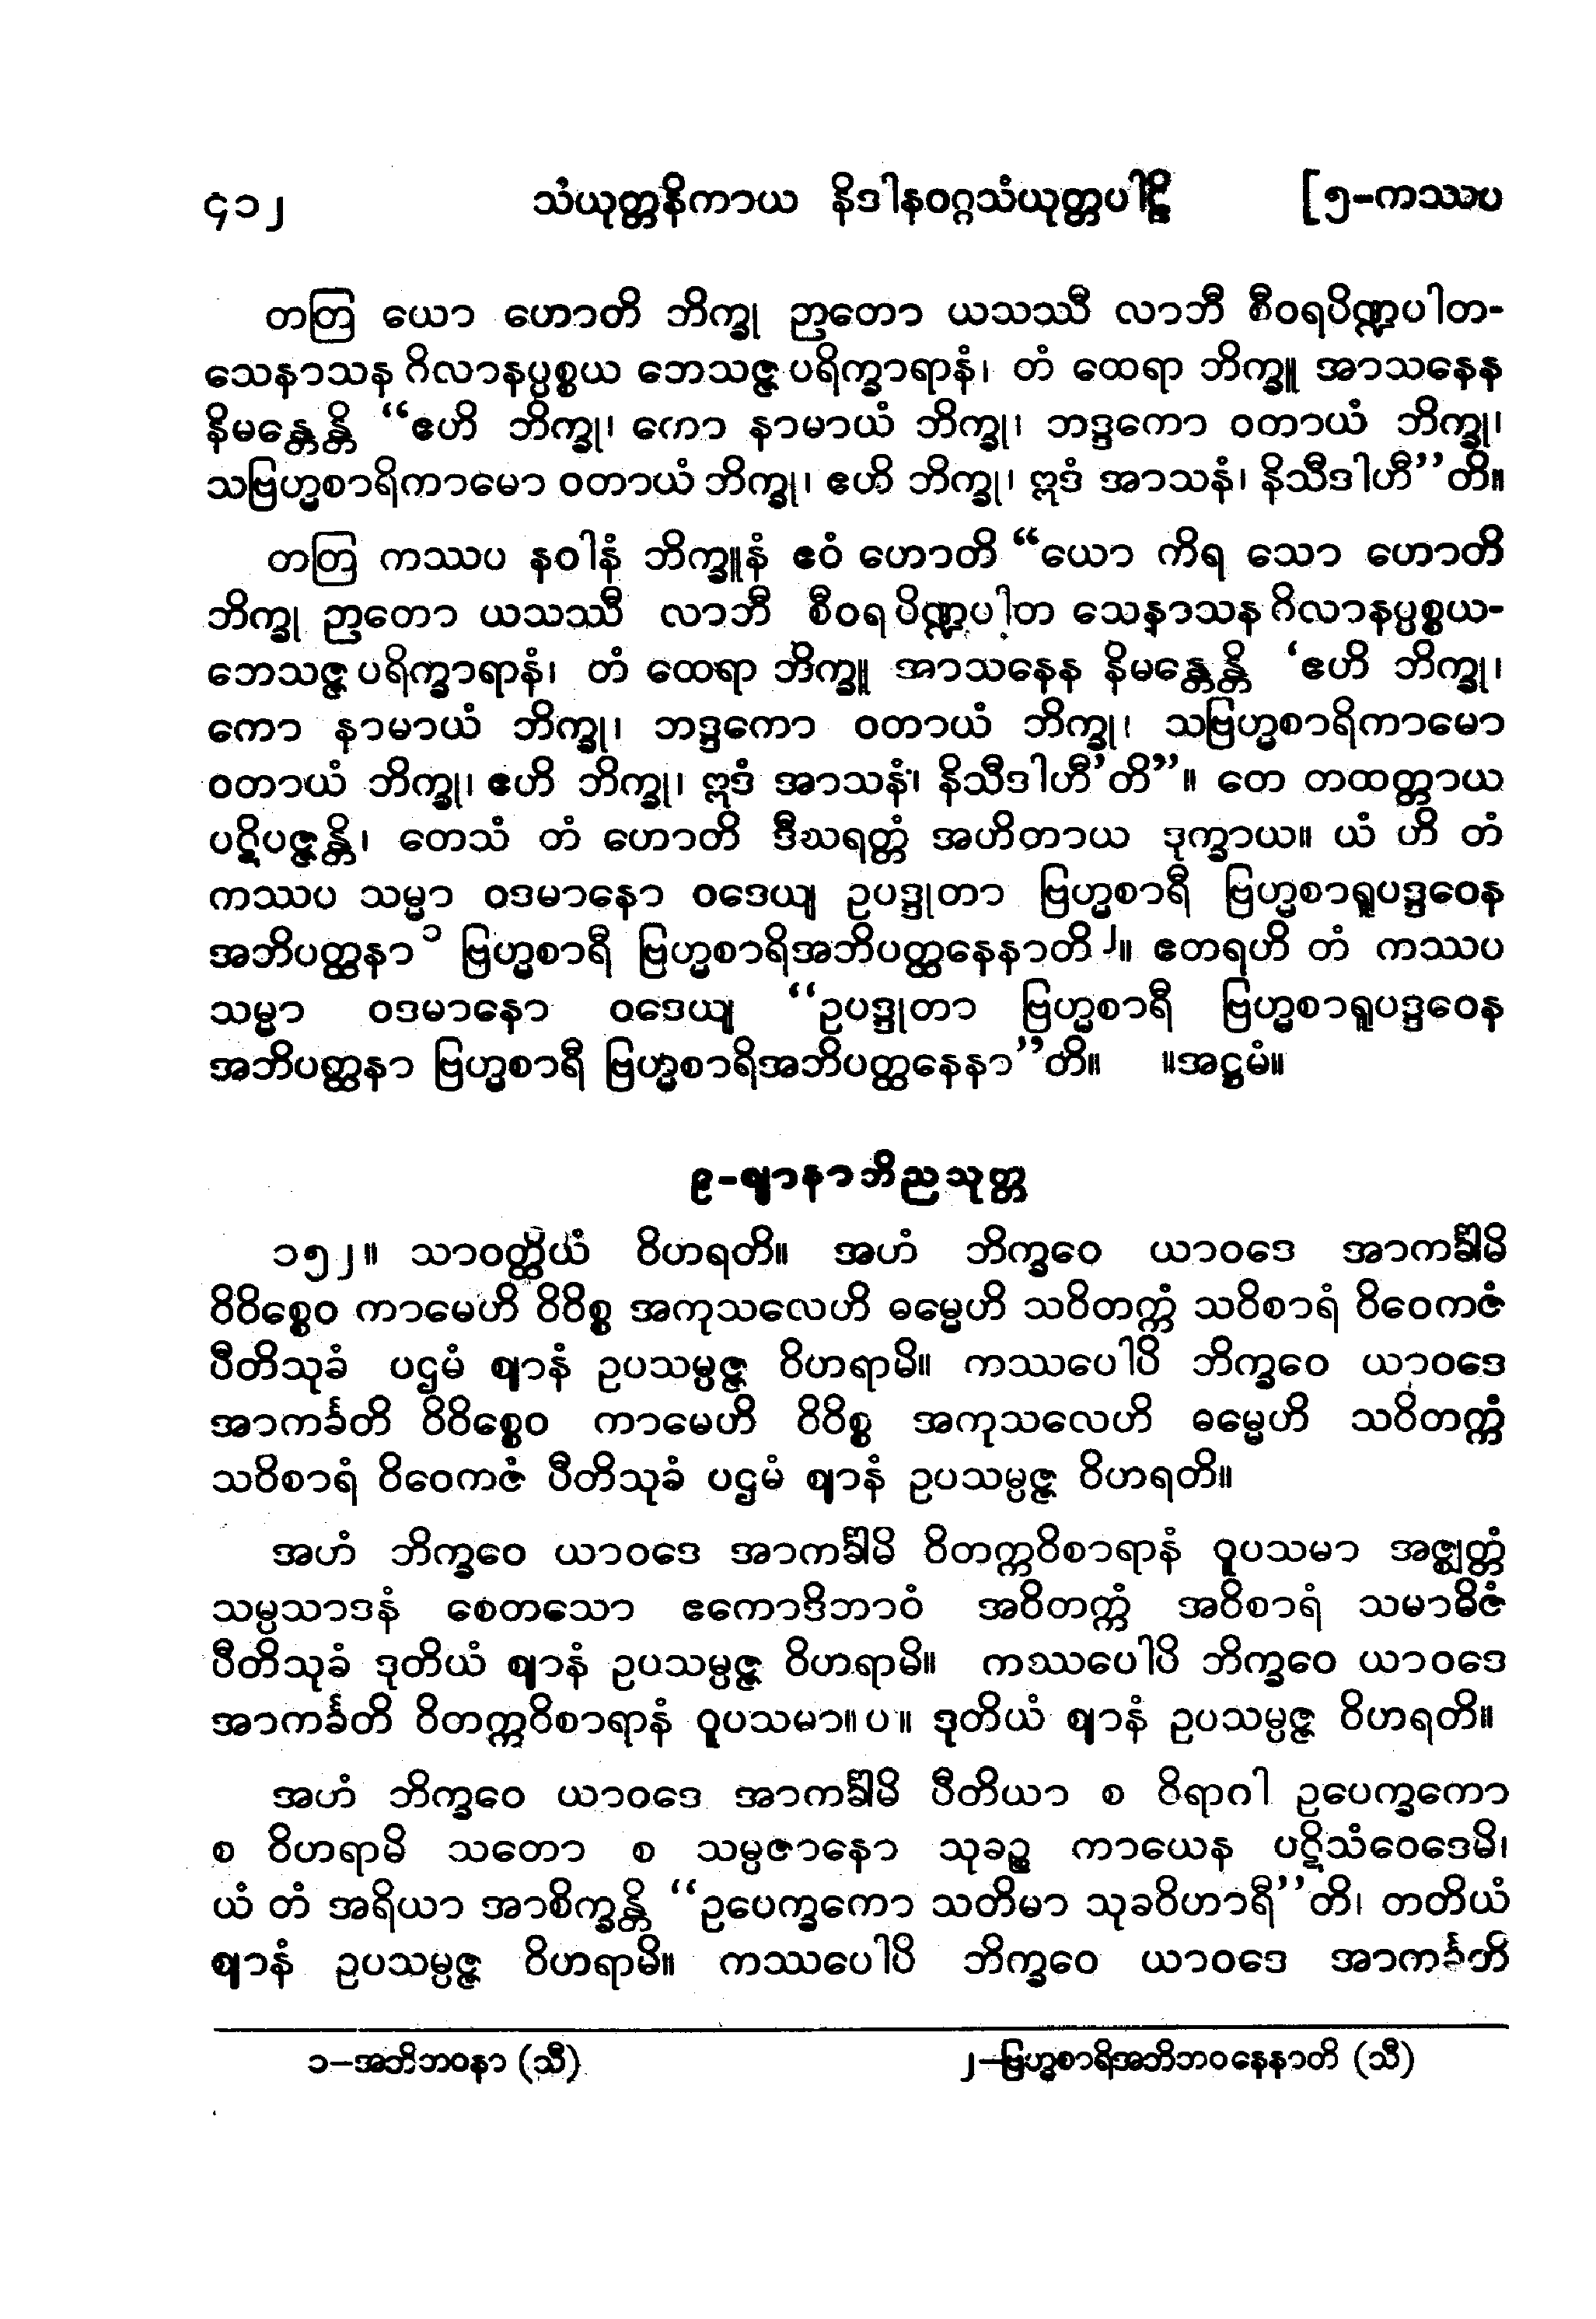 ၄၁၂ သံယုတ္တနိကာယ နိဒါနဝဂ္ဂသံယုတ္တပါဠိ [၅-ကဿပ
တတြ ယော ဟောတိ ဘိက္ခု ဉာတော ယသဿီ လာဘီ စီဝရပိဏ္ဍပါတ-
သေနာသန ဂိလာနပ္ပစ္စယ ဘေသဇ္ဇ ပရိက္ခာရာနံ၊ တံ ထေရာ ဘိက္ခူ အာသနေန
နိမန္တေန္တိ “ဧဟိ ဘိက္ခု၊ ကော နာမာယံ ဘိက္ခု၊ ဘဒ္ဒကော ဝတာယံ ဘိက္ခု၊
သဗြဟ္မစာရိကာမော ဝတာယံ ဘိက္ခု၊ ဧဟိ ဘိက္ခု၊ ဣဒံ အာသနံ၊ နိသီဒါဟီ”တိ။
တတြ ကဿပ နဝါနံ ဘိက္ခူနံ ဧဝံ ဟောတိ “ယော ကိရ သော ဟောတိ
ဘိက္ခု ဉာတော ယသဿီ လာဘီ စီဝရ ပိဏ္ဍပါတ သေနာသန ဂိလာနပ္ပစ္စယ-
ဘေသဇ္ဇ ပရိက္ခာရာနံ၊ တံ ထေရာ ဘိက္ခူ အာသနေန နိမန္တေန္တိ ‘ဧဟိ ဘိက္ခု၊
ကော နာမာယံ ဘိက္ခု၊ ဘဒ္ဒကော ဝတာယံ ဘိက္ခု၊ သဗြဟ္မစာရိကာမော
ဝတာယံ ဘိက္ခု၊ ဧဟိ ဘိက္ခု၊ ဣဒံ အာသနံ၊ နိသီဒါဟီ’တိ”။ တေ တထတ္တာယ
ပဋိပဇ္ဇန္တိ၊ တေသံ တံ ဟောတိ ဒီဃရတ္တံ အဟိတာယ ဒုက္ခာယ။ ယံ ဟိ တံ
ကဿပ သမ္မာ ဝဒမာနော ဝဒေယျ ဥပဒ္ဒုတာ ဗြဟ္မစာရီ ဗြဟ္မစာရူပဒ္ဒဝေန
အဘိပတ္ထနာ ၁ ဗြဟ္မစာရီ ဗြဟ္မစာရိအဘိပတ္ထနေနာတိ ၂။ ဧတရဟိ တံ ကဿပ
သမ္မာ ဝဒမာနော ဝဒေယျ “ဥပဒ္ဒုတာ ဗြဟ္မစာရီ ဗြဟ္မစာရူပဒ္ဒဝေန
အဘိပတ္ထနာ ဗြဟ္မစာရီ ဗြဟ္မစာရိအဘိပတ္ထနေနာ”တိ။ ။အဋ္ဌမံ။
၉-ဈာနာဘိညသုတ္တ
၁၅၂။ သာဝတ္ထိယံ ဝိဟရတိ။ အဟံ ဘိက္ခဝေ ယာဝဒေ အာကင်္ခါမိ
ဝိဝိစ္စေဝ ကာမေဟိ ဝိဝိစ္စ အကုသလေဟိ ဓမ္မေဟိ သဝိတက္ကံ သဝိစာရံ ဝိဝေကဇံ
ပီတိသုခံ ပဌမံ ဈာနံ ဥပသမ္ပဇ္ဇ ဝိဟရာမိ။ ကဿပေါပိ ဘိက္ခဝေ ယာဝဒေ
အာကင်္ခတိ ဝိဝိစ္စေဝ ကာမေဟိ ဝိဝိစ္စ အကုသလေဟိ ဓမ္မေဟိ သဝိတက္ကံ
သဝိစာရံ ဝိဝေကဇံ ပီတိသုခံ ပဌမံ ဈာနံ ဥပသမ္ပဇ္ဇ ဝိဟရတိ။
အဟံ ဘိက္ခဝေ ယာဝဒေ အာကင်္ခါမိ ဝိတက္ကဝိစာရာနံ ဝူပသမာ အဇ္ဈတ္တံ
သမ္ပသာဒနံ စေတသော ဧကောဒိဘာဝံ အဝိတက္ကံ အဝိစာရံ သမာဓိဇံ
ပီတိသုခံ ဒုတိယံ ဈာနံ ဥပသမ္ပဇ္ဇ ဝိဟရာမိ။ ကဿပေါပိ ဘိက္ခဝေ ယာဝဒေ
အာကင်္ခတိ ဝိတက္ကဝိစာရာနံ ဝူပသမာ။ ပ ။ ဒုတိယံ ဈာနံ ဥပသမ္ပဇ္ဇ ဝိဟရတိ။
အဟံ ဘိက္ခဝေ ယာဝဒေ အာကင်္ခါမိ ပီတိယာ စ ဝိရာဂါ ဥပေက္ခကော
စ ဝိဟရာမိ သတော စ သမ္ပဇာနော သုခဉ္စ ကာယေန ပဋိသံဝေဒေမိ၊
ယံ တံ အရိယာ အာစိက္ခန္တိ “ဥပေက္ခကော သတိမာ သုခဝိဟာရီ”တိ၊ တတိယံ
ဈာနံ ဥပသမ္ပဇ္ဇ ဝိဟရာမိ။ ကဿပေါပိ ဘိက္ခဝေ ယာဝဒေ အာကင်္ခတိ
၁–အဘိဘဝနာ (သီ) ၂–ဗြဟ္မစာရိအဘိဘဝနေနာတိ (သီ)